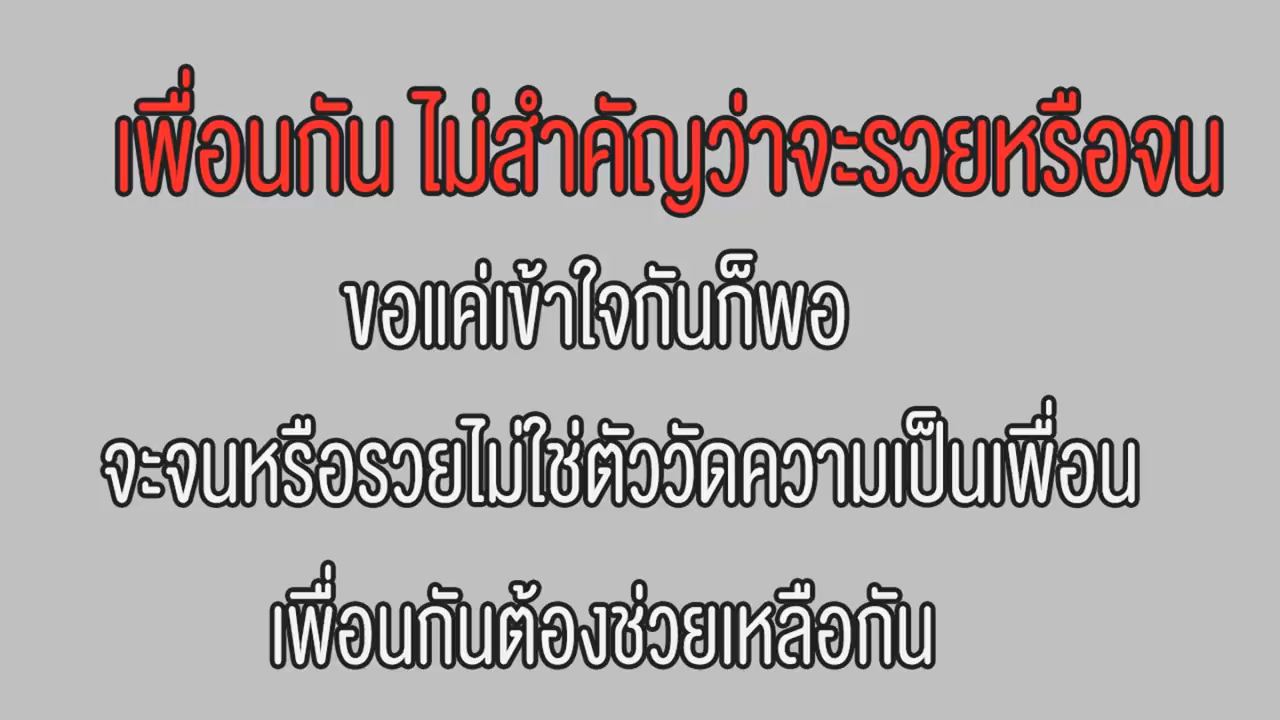 เพื่อนกัน ไม่สำคัญว่าจะรวยหรือจน
ขอแค่เข้าใจกันก็พอ
จะจนหรือรวยไม่ใช่ตัววัดความเป็นเพื่อน
เพื่อนกันต้องช่วยเหลือกัน